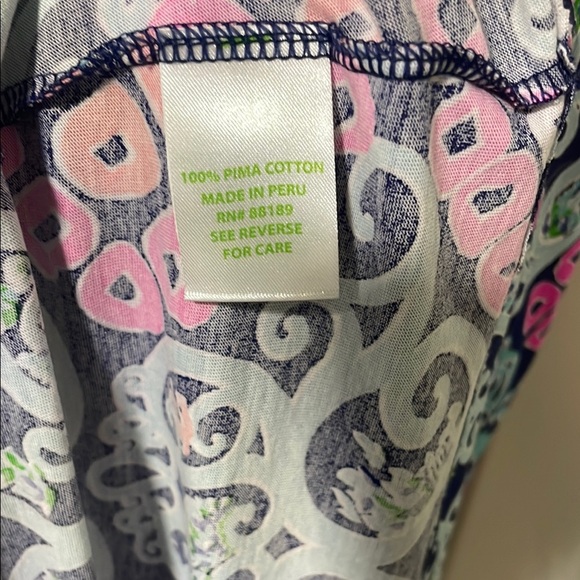 100% PIMA COTTON
MADE IN PERU
RN# 88189
SEE REVERSE
FOR CARE